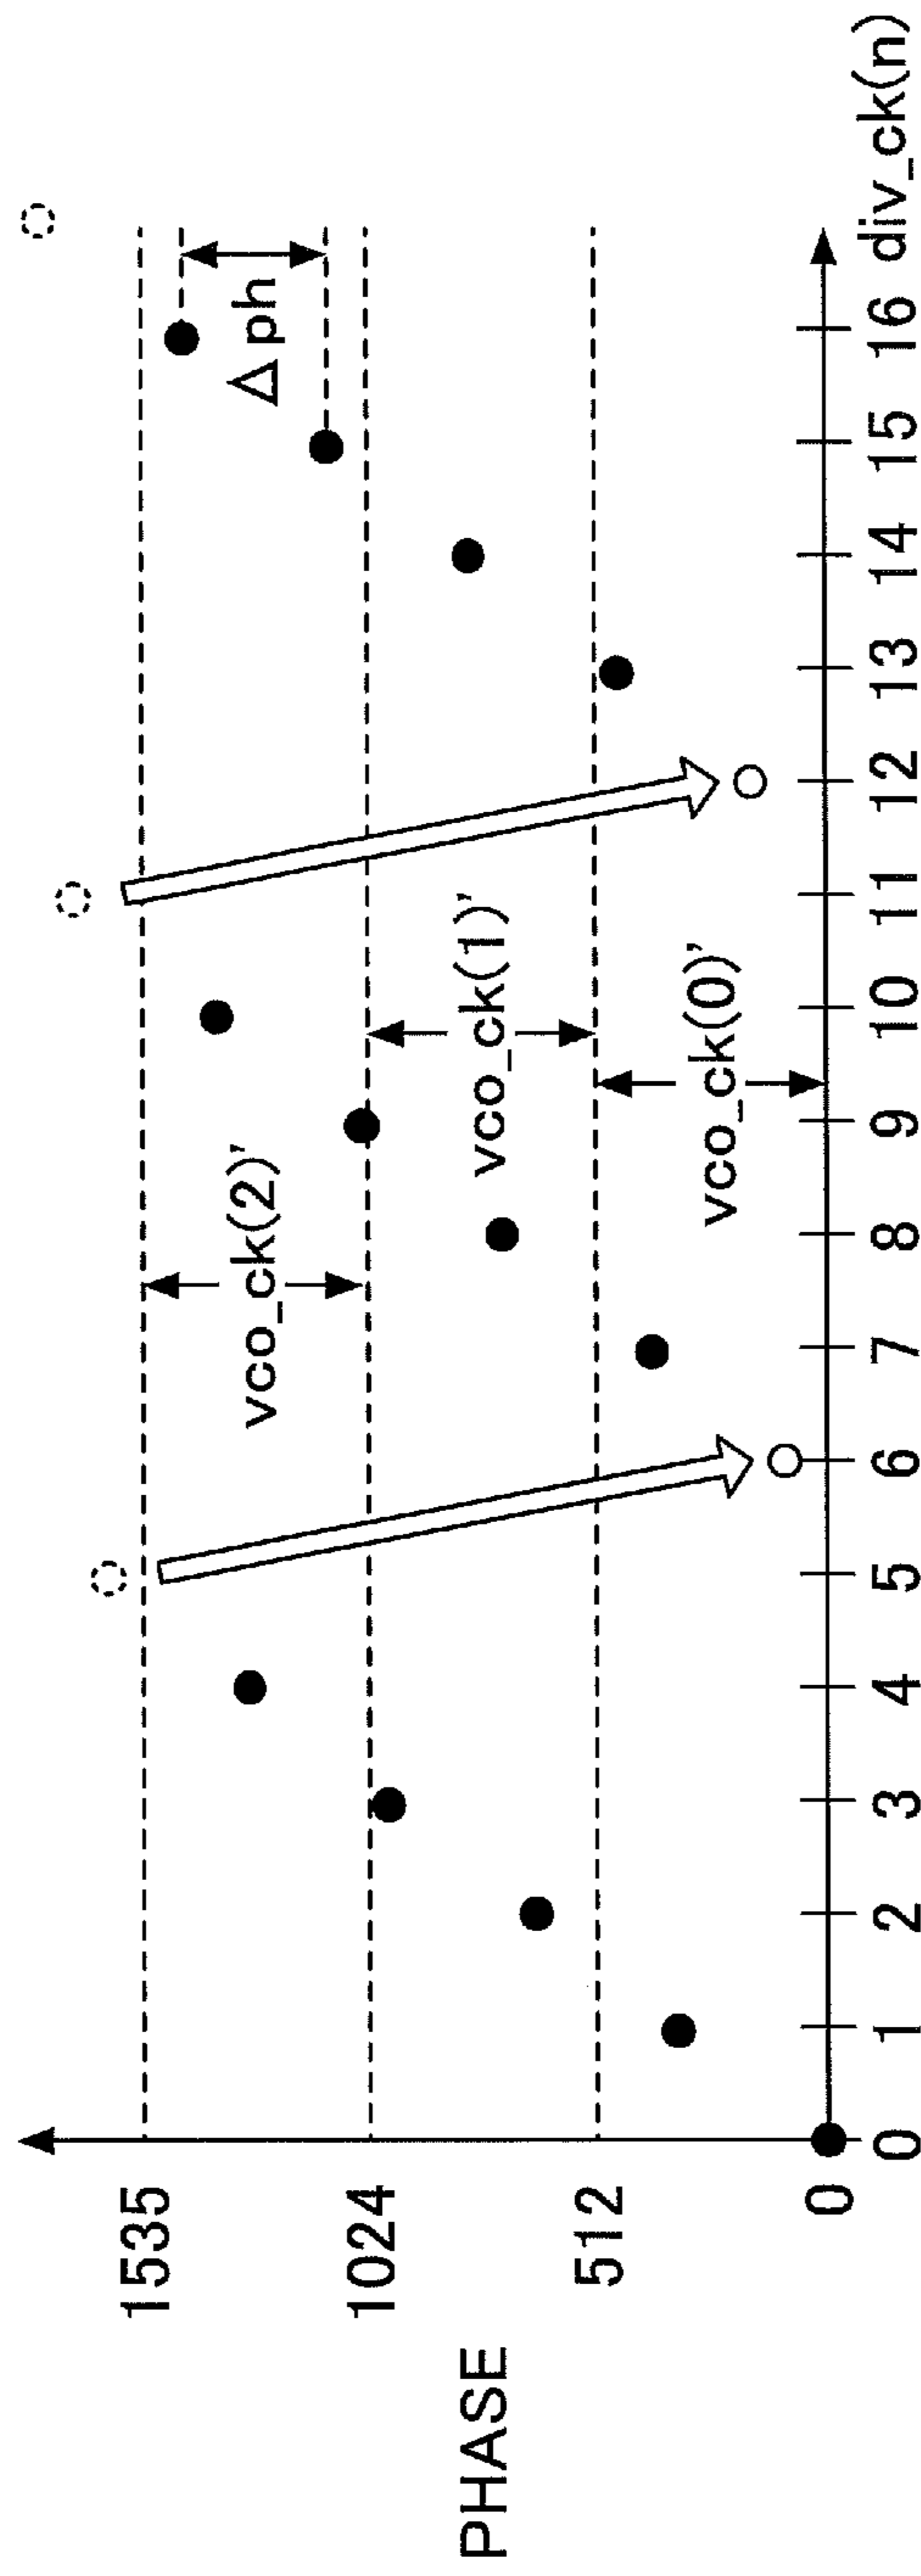 PHASE
1535
1024
512
0
vco_ck(2)'
vco_ck(1)'
vco_ck(0)'
Δph
0 1 2 3 4 5 6 7 8 9 10 11 12 13 14 15 16 div_ck(n)